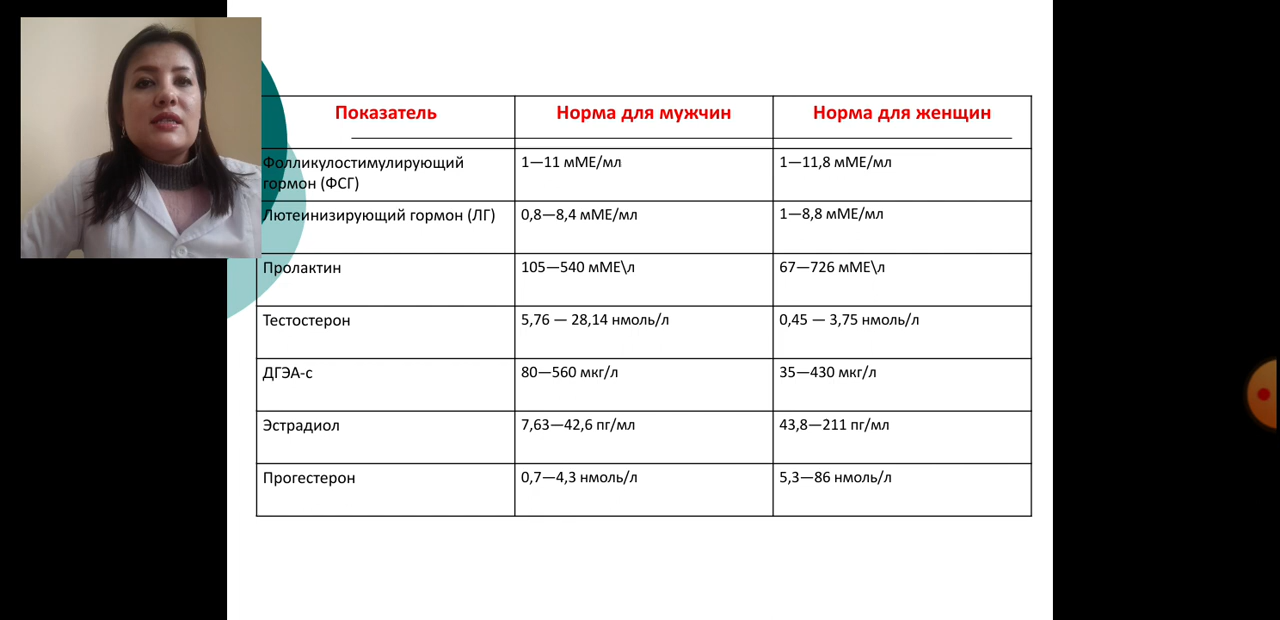 Показатель Норма для мужчин Норма для женщин
Фолликулостимулирующий
гормон (ФСГ) 1—11 мМЕ/мл 1—11,8 мМЕ/мл
Лютеинизирующий гормон (ЛГ) 0,8—8,4 мМЕ/мл 1—8,8 мМЕ/мл
Пролактин 105—540 мМЕ\л 67—726 мМЕ\л
Тестостерон 5,76 — 28,14 нмоль/л 0,45 — 3,75 нмоль/л
ДГЭА-с 80—560 мкг/л 35—430 мкг/л
Эстрадиол 7,63—42,6 пг/мл 43,8—211 пг/мл
Прогестерон 0,7—4,3 нмоль/л 5,3—86 нмоль/л